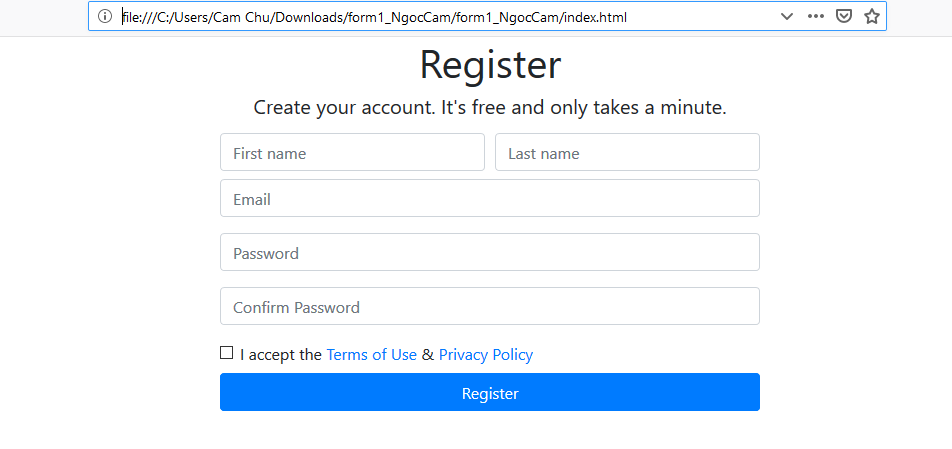 file:///C:/Users/Cam Chu/Downloads/form1_NgocCam/form1_NgocCam/index.html
Register
Create your account. It's free and only takes a minute.
First name Last name
Email
Password
Confirm Password
I accept the Terms of Use & Privacy Policy
Register